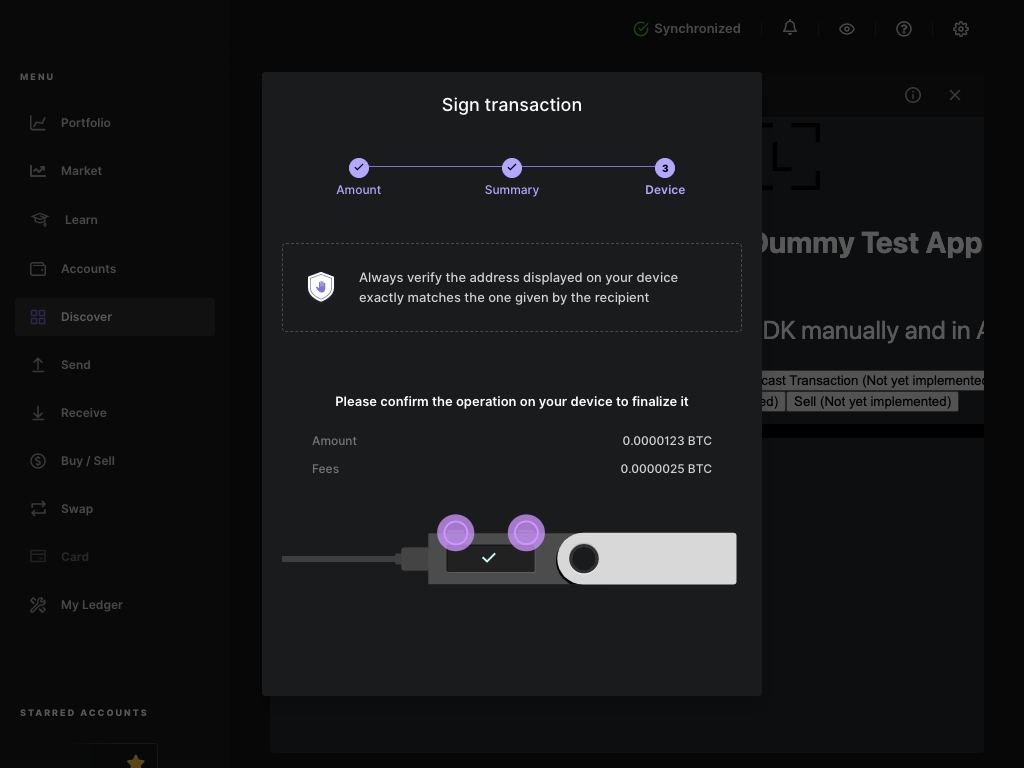 Synchronized
MENU
Portfolio
Market
Learn
Accounts
Discover
Send
Receive
Buy / Sell
Swap
Card
My Ledger
STARRED ACCOUNTS
Sign transaction
3
Amount
Summary
Device
Always verify the address displayed on your device
exactly matches the one given by the recipient
Please confirm the operation on your device to finalize it
Amount 0.0000123 BTC
Fees 0.0000025 BTC
L
Dummy Test App
DK manually and in A
cast Transaction (Not yet implemented
ed) Sell (Not yet implemented)